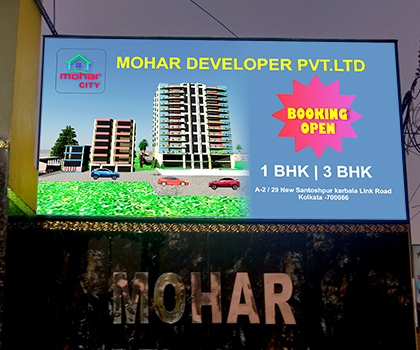 mohar
CITY
MOHAR DEVELOPER PVT.LTD
BOOKING
OPEN
1 BHK | 3 BHK
A-2 / 29 New Santoshpur karbala Link Road
Kolkata -700066
MOHAR